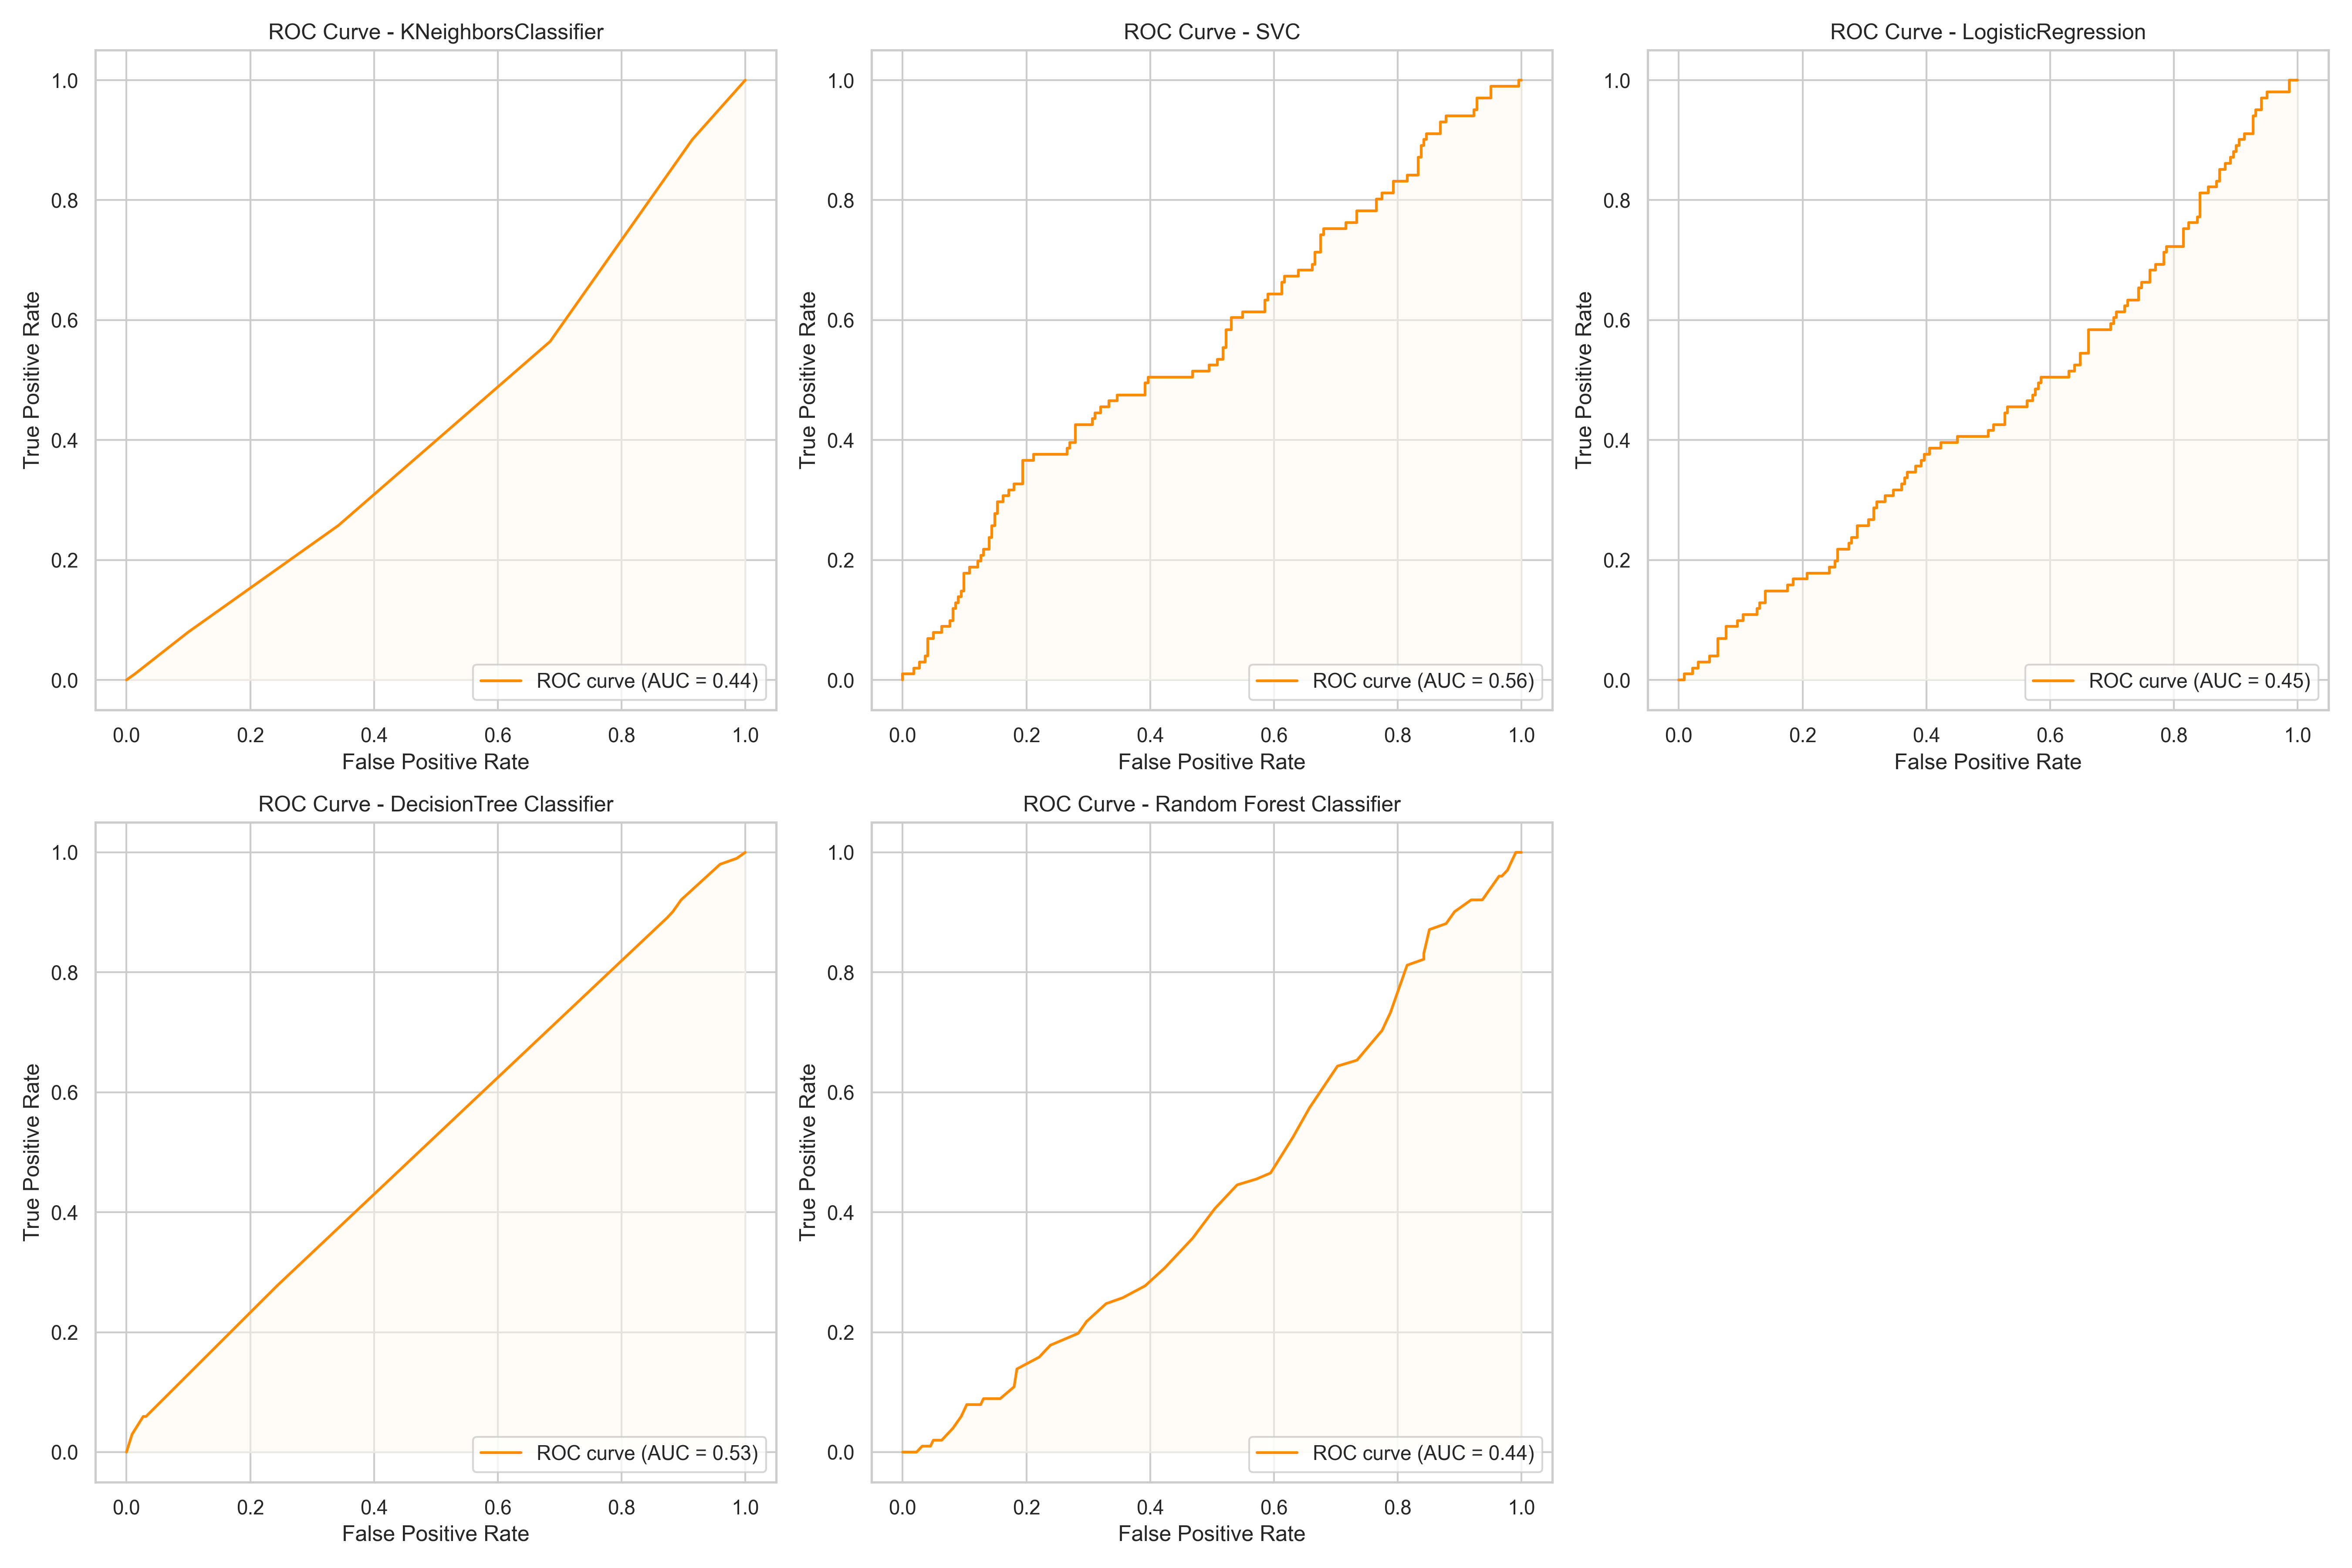 ROC Curve - KNeighborsClassifier
True Positive Rate
1.0
0.8
0.6
0.4
0.2
0.0
ROC curve (AUC = 0.44)
0.0 0.2 0.4 0.6 0.8 1.0
False Positive Rate
ROC Curve - SVC
True Positive Rate
1.0
0.8
0.6
0.4
0.2
0.0
ROC curve (AUC = 0.56)
0.0 0.2 0.4 0.6 0.8 1.0
False Positive Rate
ROC Curve - LogisticRegression
True Positive Rate
1.0
0.8
0.6
0.4
0.2
0.0
ROC curve (AUC = 0.45)
0.0 0.2 0.4 0.6 0.8 1.0
False Positive Rate
ROC Curve - DecisionTree Classifier
True Positive Rate
1.0
0.8
0.6
0.4
0.2
0.0
ROC curve (AUC = 0.53)
0.0 0.2 0.4 0.6 0.8 1.0
False Positive Rate
ROC Curve - Random Forest Classifier
True Positive Rate
1.0
0.8
0.6
0.4
0.2
0.0
ROC curve (AUC = 0.44)
0.0 0.2 0.4 0.6 0.8 1.0
False Positive Rate